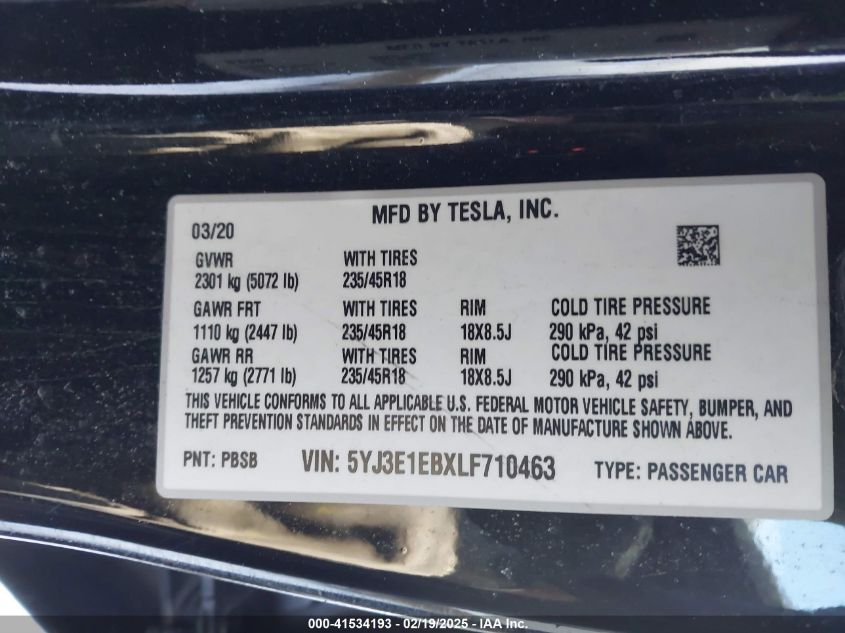 MFD BY TESLA, INC.
MFD BY TESLA, INC.
03/20
GVWR WITH TIRES
2301 kg (5072 lb) 235/45R18
GAWR FRT WITH TIRES RIM COLD TIRE PRESSURE
1110 kg (2447 lb) 235/45R18 18X8.5J 290 kPa, 42 psi
GAWR RR WITH TIRES RIM COLD TIRE PRESSURE
1257 kg (2771 lb) 235/45R18 18X8.5J 290 kPa, 42 psi
THIS VEHICLE CONFORMS TO ALL APPLICABLE U.S. FEDERAL MOTOR VEHICLE SAFETY, BUMPER, AND
THEFT PREVENTION STANDARDS IN EFFECT ON THE DATE OF MANUFACTURE SHOWN ABOVE.
PNT: PBSB VIN: 5YJ3E1EBXLF710463 TYPE: PASSENGER CAR
000-41534193 - 02/19/2025 - IAA Inc.